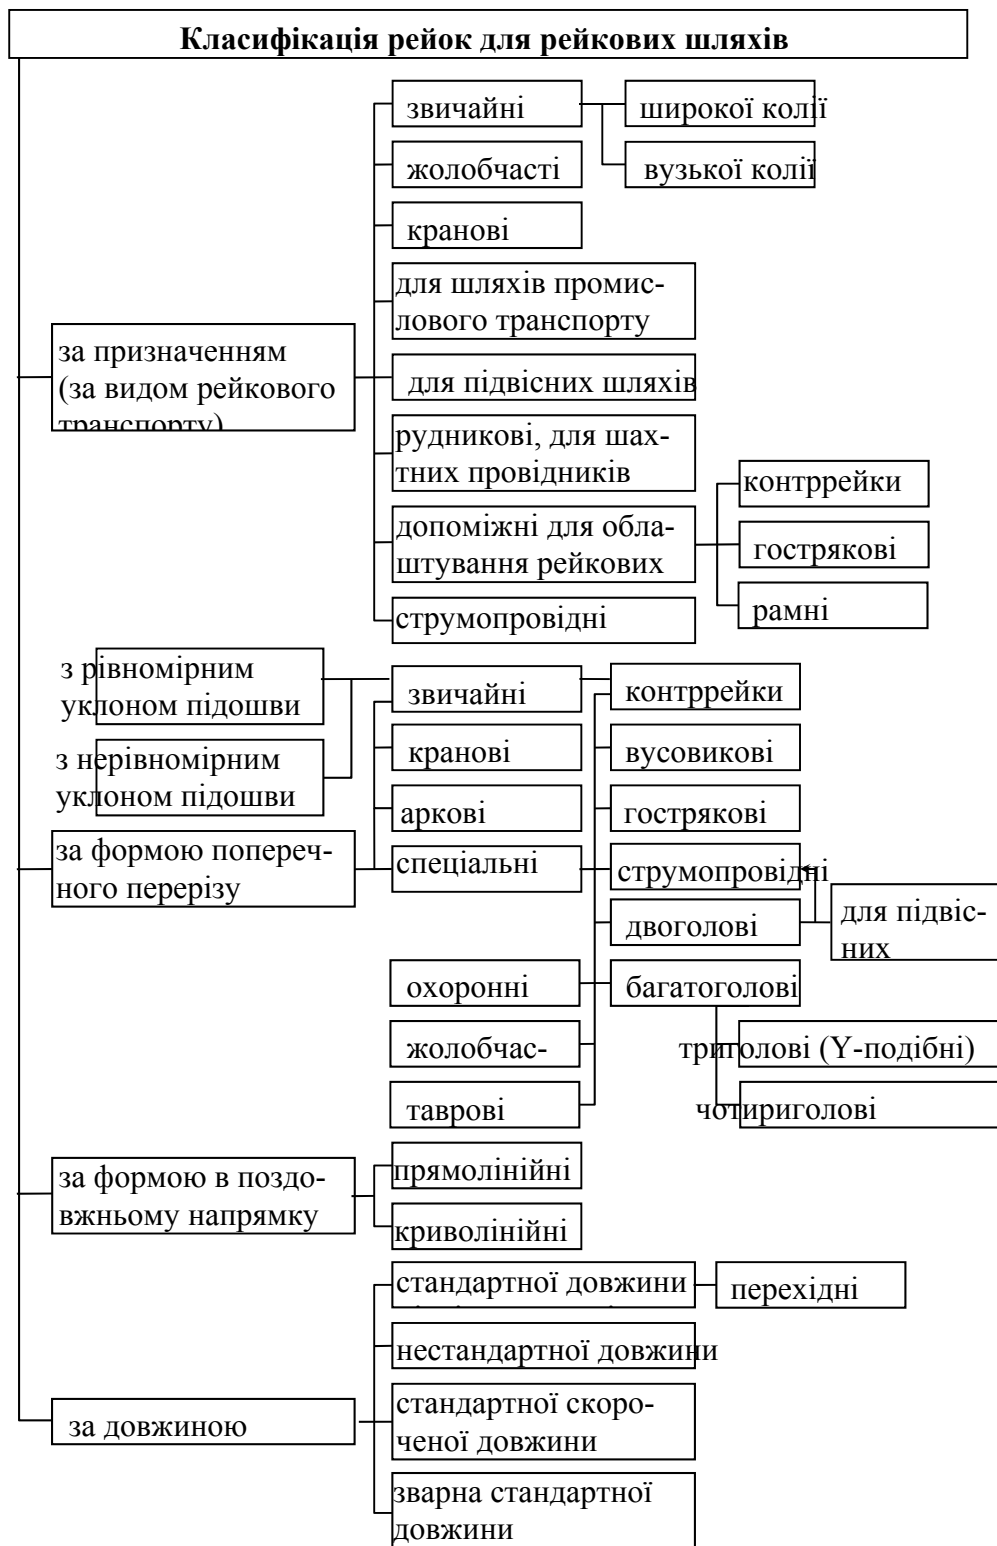 Класифікація рейок для рейкових шляхів
звичайні
широкої колії
жолобчасті
вузької колії
кранові
для шляхів промис-
лового транспорту
за призначенням
(за видом рейкового
транспорту)
для підвісних шляхів
рудникові, для шах-
тних провідників
контррейки
допоміжні для обла-
штування рейкових
гострякові
струмопровідні
рамні
з рівномірним
уклоном підошви
звичайні
контррейки
з нерівномірним
уклоном підошви
кранові
вусовикові
аркові
гострякові
за формою попереч-
ного перерізу
спеціальні
струмопровідні
двоголові
для підвіс-
них
охоронні
багатоголові
жолобчас-
триголові (Y-подібні)
таврові
чотириголові
за формою в поздо-
вжньому напрямку
прямолінійні
криволінійні
стандартної довжини
перехідні
нестандартної довжини
за довжиною
стандартної скоро-
ченої довжини
зварна стандартної
довжини